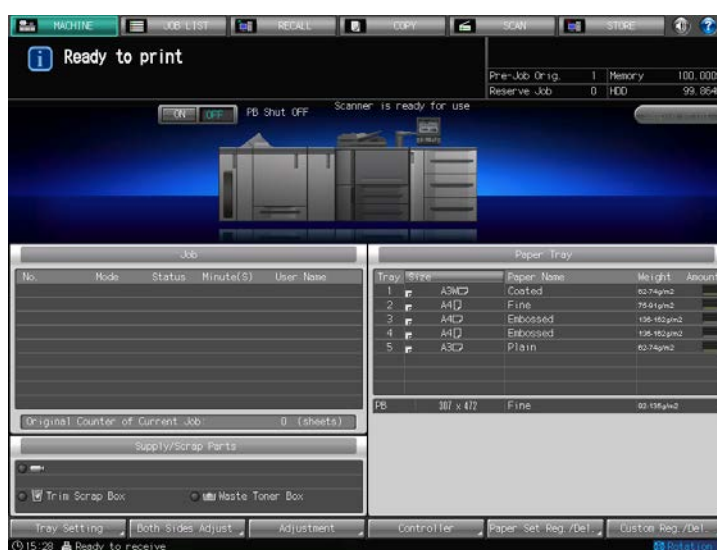 MACHINE JOB LIST RECALL COPY SCAN STORE
Ready to print
Pre-Job Orig. 1 Memory 100.000
Reserve Job 0 HDD 99.864
ON OFF PB Shut OFF Scanner is ready for use
Job
No. Mode Status Minute(S) User Name
Original Counter of Current Job: 0 (sheets)
Supply/Scrap Parts
Trim Scrap Box Waste Toner Box
Paper Tray
Tray Size Paper Name Weight Amount
1 A3W Coated 62-74g/m2
2 A4 Fine 75-91g/m2
3 A4 Embossed 136-162g/m2
4 A4 Embossed 136-162g/m2
5 A3 Plain 62-74g/m2
PB 307 x 472 Fine 92-135g/m2
Tray Setting Both Sides Adjust Adjustment Controller Paper Set Reg./Del. Custom Reg./Del.
15:28 Ready to receive Rotation